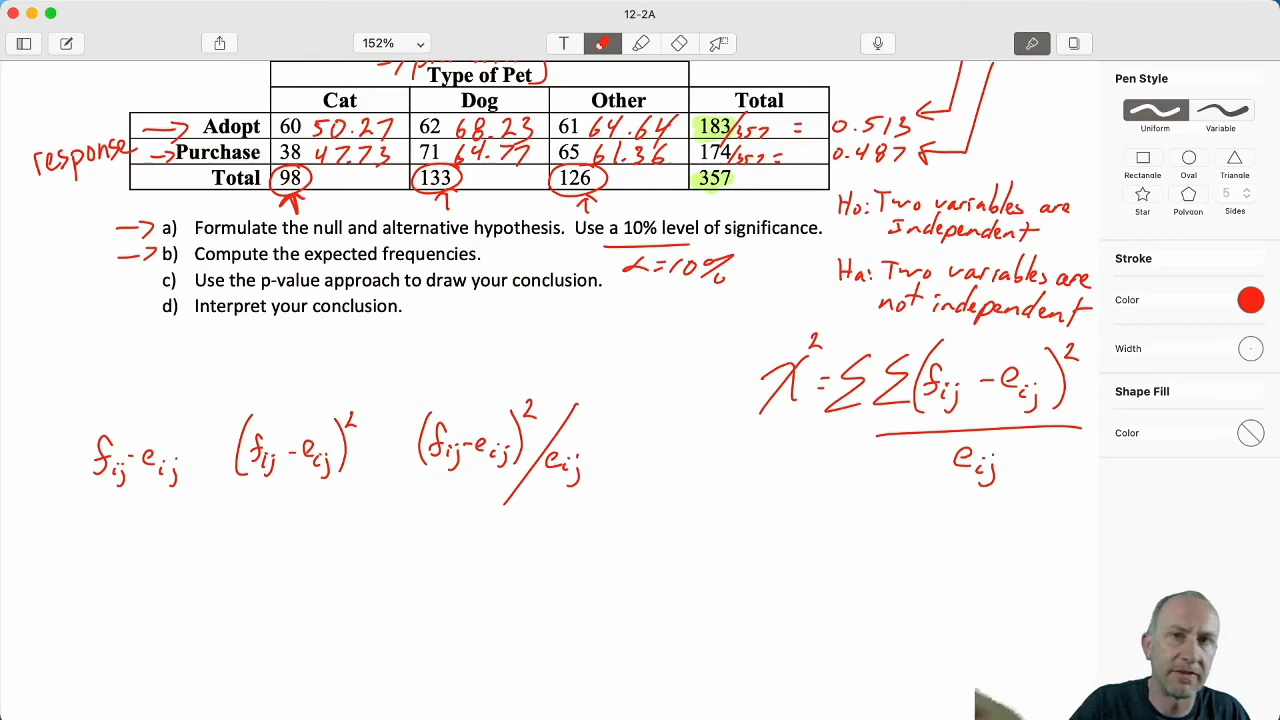 12-2A
152%
T
Type of Pet
Cat Dog Other Total
Adopt 60 50.27 62 68.23 61 64.64 183/357 = 0.513
response
Purchase 38 47.73 71 64.77 65 61.36 174/357 = 0.487
Total 98 133 126 357
a) Formulate the null and alternative hypothesis. Use a 10% level of significance.
b) Compute the expected frequencies.
α=10%
c) Use the p-value approach to draw your conclusion.
d) Interpret your conclusion.
Ho: Two variables are
Independent
Ha: Two variables are
not independent
χ² = Σ Σ (fij - eij)²
eij
fij - eij (fij - eij)² (fij - eij)² / eij
Pen Style
Uniform Variable
Rectangle Oval Triangle
5
Star Polygon Sides
Stroke
Color
Width
Shape Fill
Color